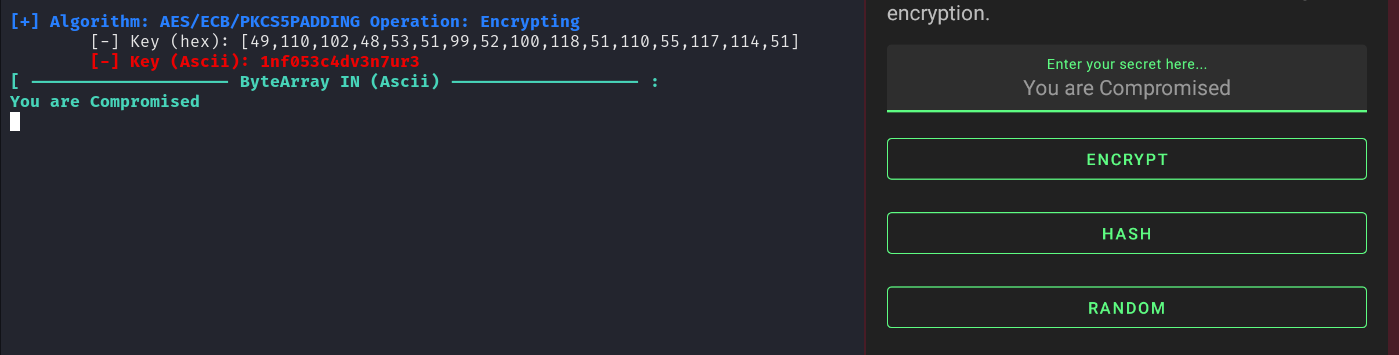 [+] Algorithm: AES/ECB/PKCS5PADDING Operation: Encrypting
[-] Key (hex): [49,110,102,48,53,51,99,52,100,118,51,110,55,117,114,51]
[-] Key (Ascii): 1nf053c4dv3n7ur3
[ ——————————————————— ByteArray IN (Ascii) —————————————————— :
You are Compromised
encryption.
Enter your secret here...
You are Compromised
ENCRYPT
HASH
RANDOM